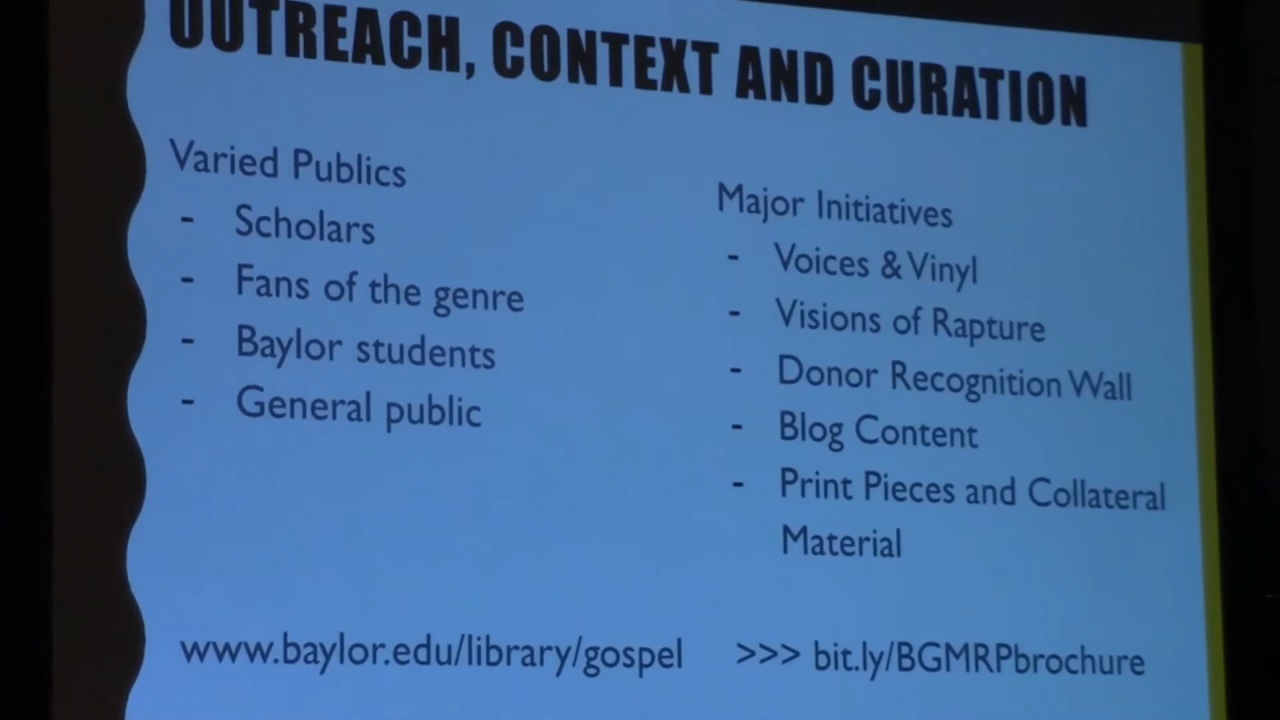 OUTREACH, CONTEXT AND CURATION
Varied Publics
- Scholars
- Fans of the genre
- Baylor students
- General public
Major Initiatives
- Voices & Vinyl
- Visions of Rapture
- Donor Recognition Wall
- Blog Content
- Print Pieces and Collateral
Material
www.baylor.edu/library/gospel >>> bit.ly/BGMRPbrochure